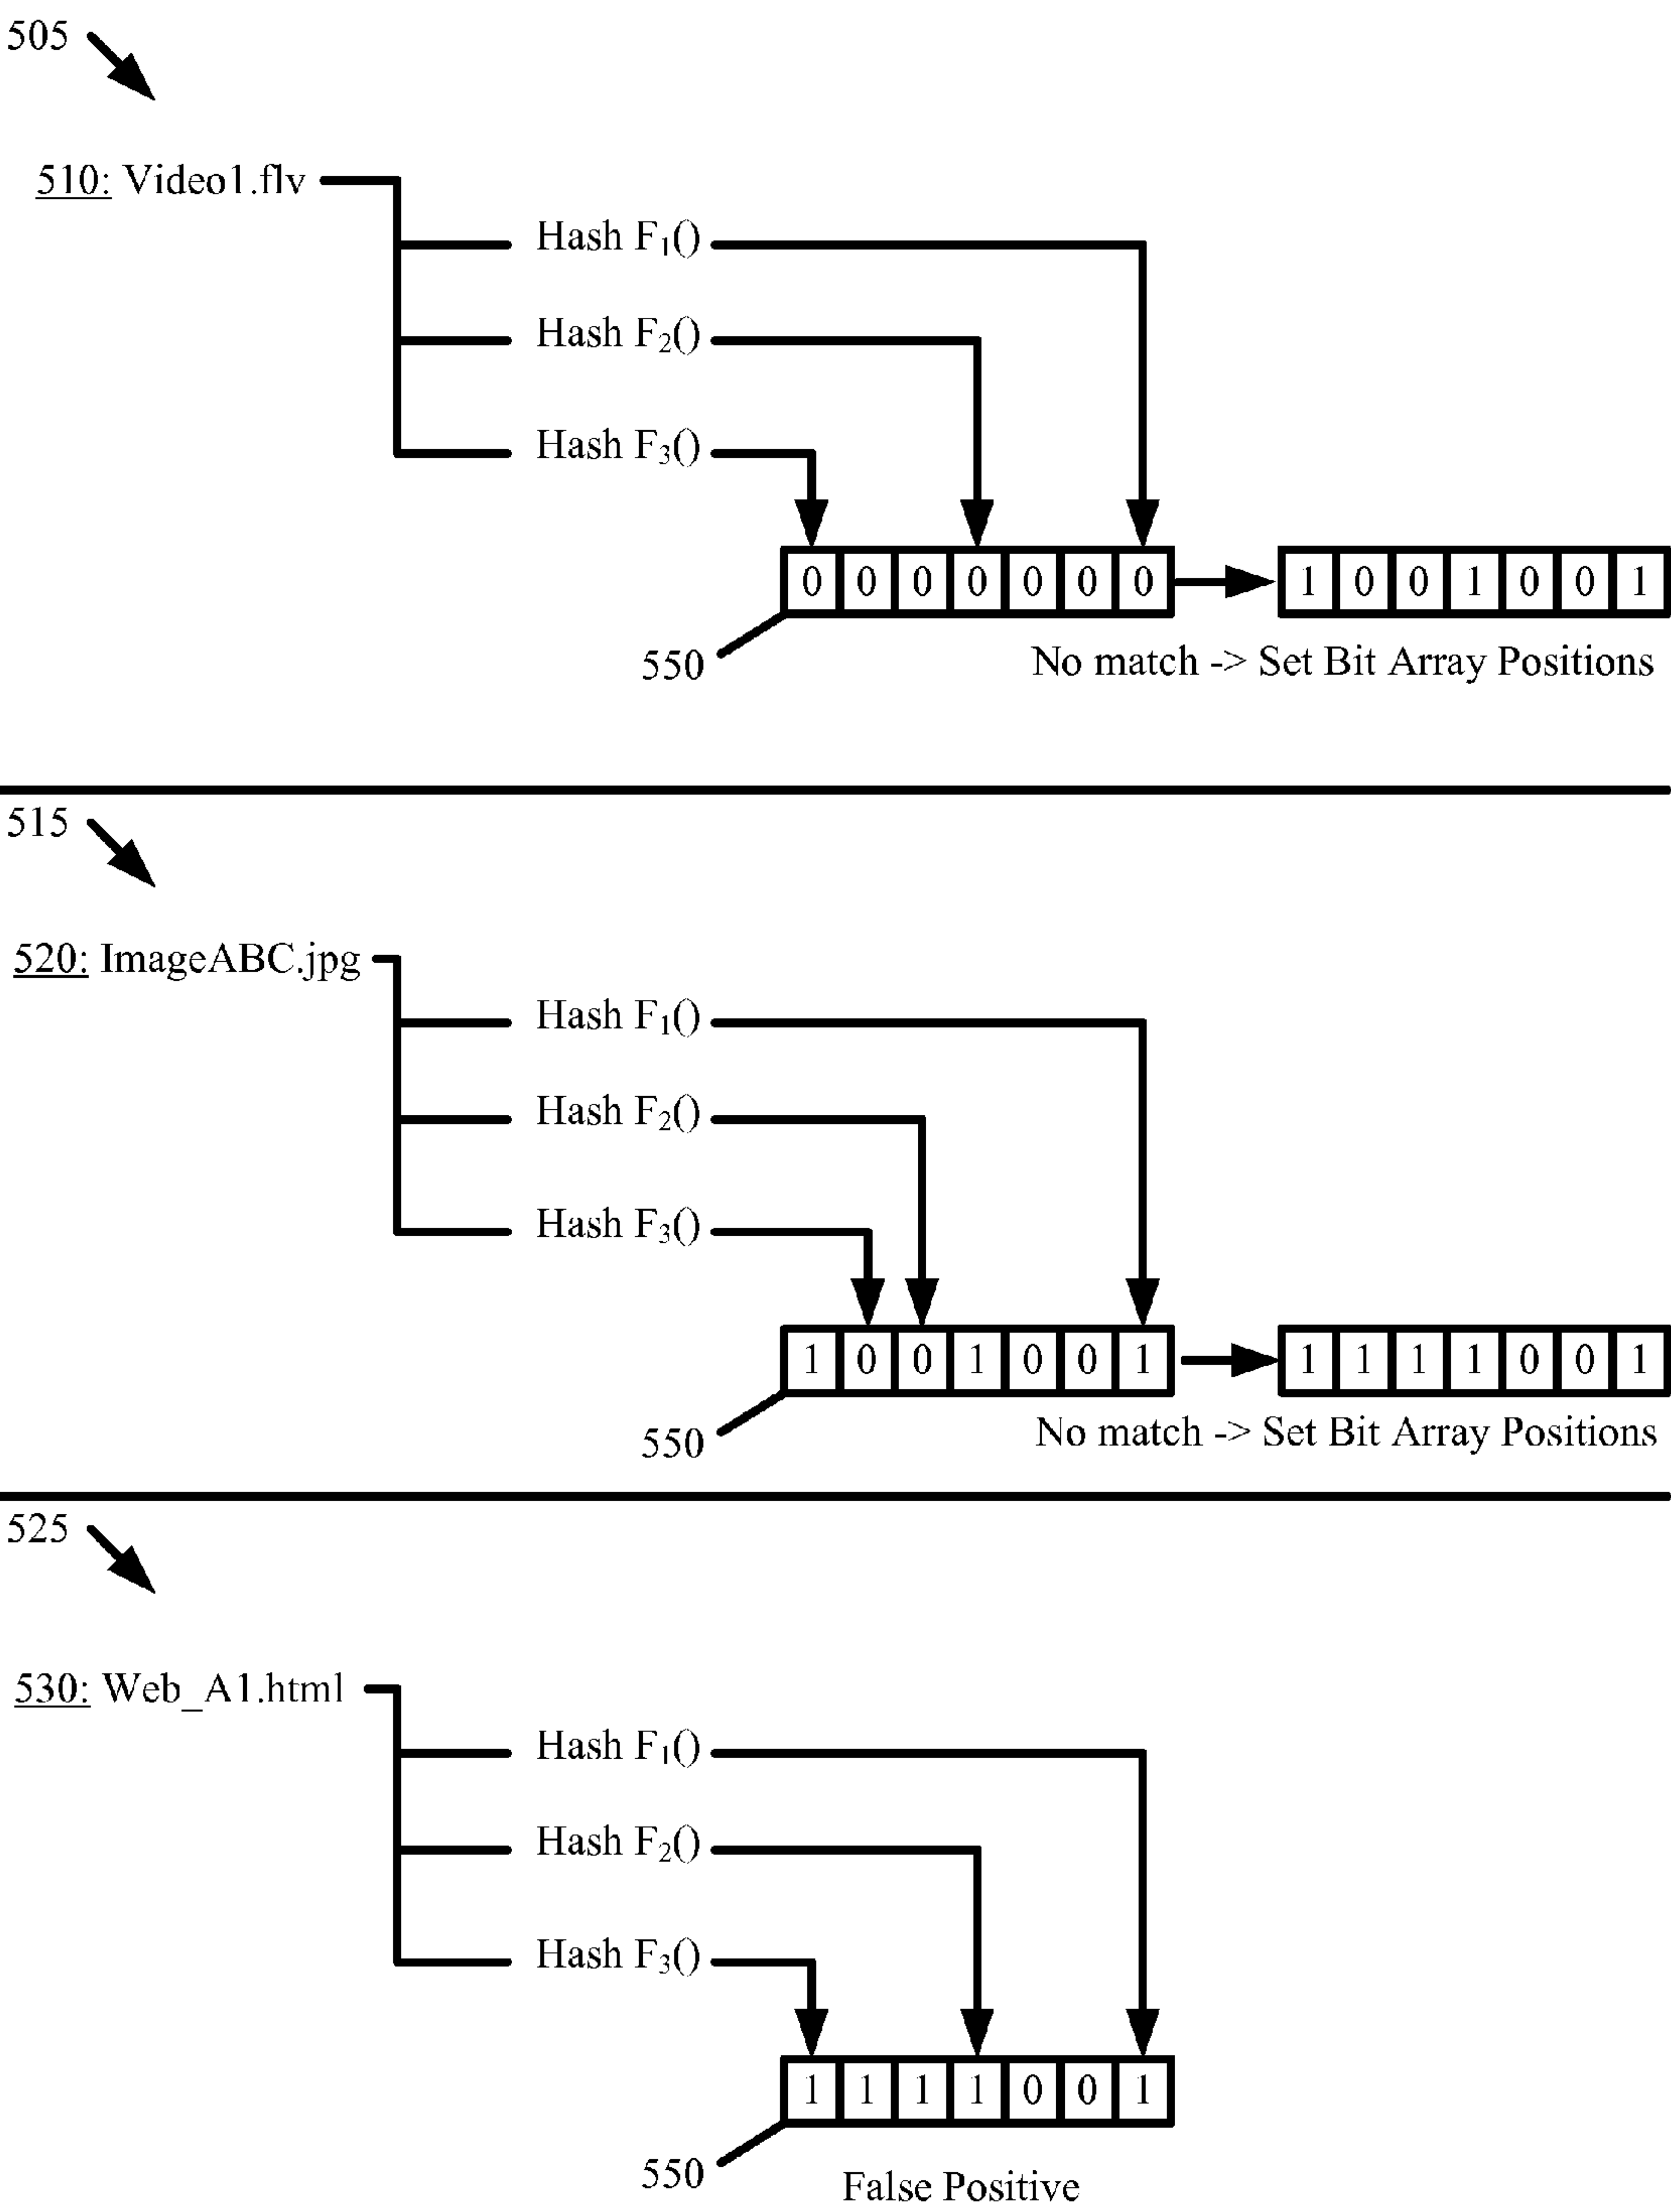 505
510: Video1.flv
Hash F1()
Hash F2()
Hash F3()
0 0 0 0 0 0 0 1 0 0 1 0 0 1
550
No match -> Set Bit Array Positions
515
520: ImageABC.jpg
Hash F1()
Hash F2()
Hash F3()
1 0 0 1 0 0 1 1 1 1 1 0 0 1
550
No match -> Set Bit Array Positions
525
530: Web_A1.html
Hash F1()
Hash F2()
Hash F3()
1 1 1 1 0 0 1
550
False Positive